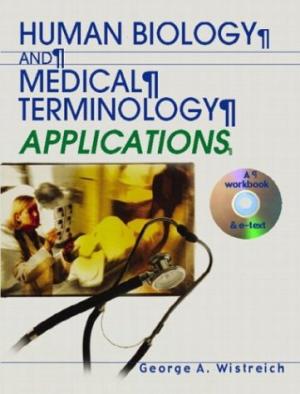 HUMAN BIOLOGY¶
AND¶
MEDICAL¶
TERMINOLOGY¶
APPLICATIONS¶
A ¶
workbook
& e-text
George A. Wistreich